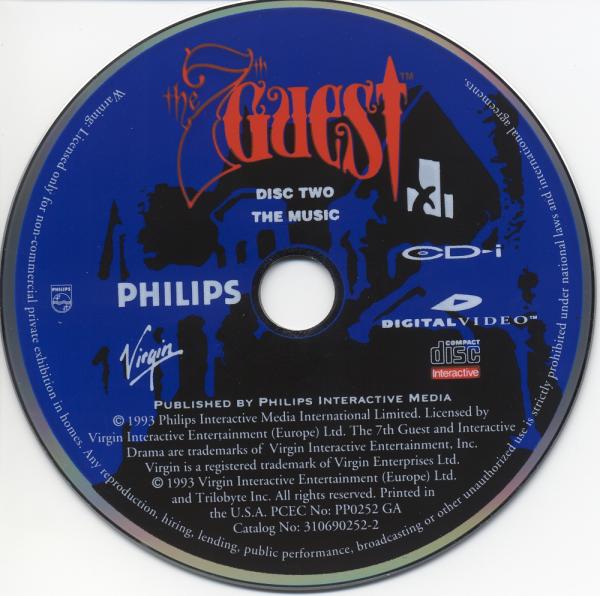 the 7th Guest™
DISC TWO
THE MUSIC
CD-i
PHILIPS
PHILIPS
DIGITAL VIDEO™
Virgin
COMPACT
disc
Interactive
PUBLISHED BY PHILIPS INTERACTIVE MEDIA
© 1993 Philips Interactive Media International Limited. Licensed by
Virgin Interactive Entertainment (Europe) Ltd. The 7th Guest and Interactive
Drama are trademarks of Virgin Interactive Entertainment, Inc.
Virgin is a registered trademark of Virgin Enterprises Ltd.
© 1993 Virgin Interactive Entertainment (Europe) Ltd.
and Trilobyte Inc. All rights reserved. Printed in
the U.S.A. PCEC No: PP0252 GA
Catalog No: 310690252-2
Warning: Licensed only for non-commercial private exhibition in homes. Any reproduction, hiring, lending, public performance, broadcasting or other unauthorized use is strictly prohibited under national laws and international agreements.